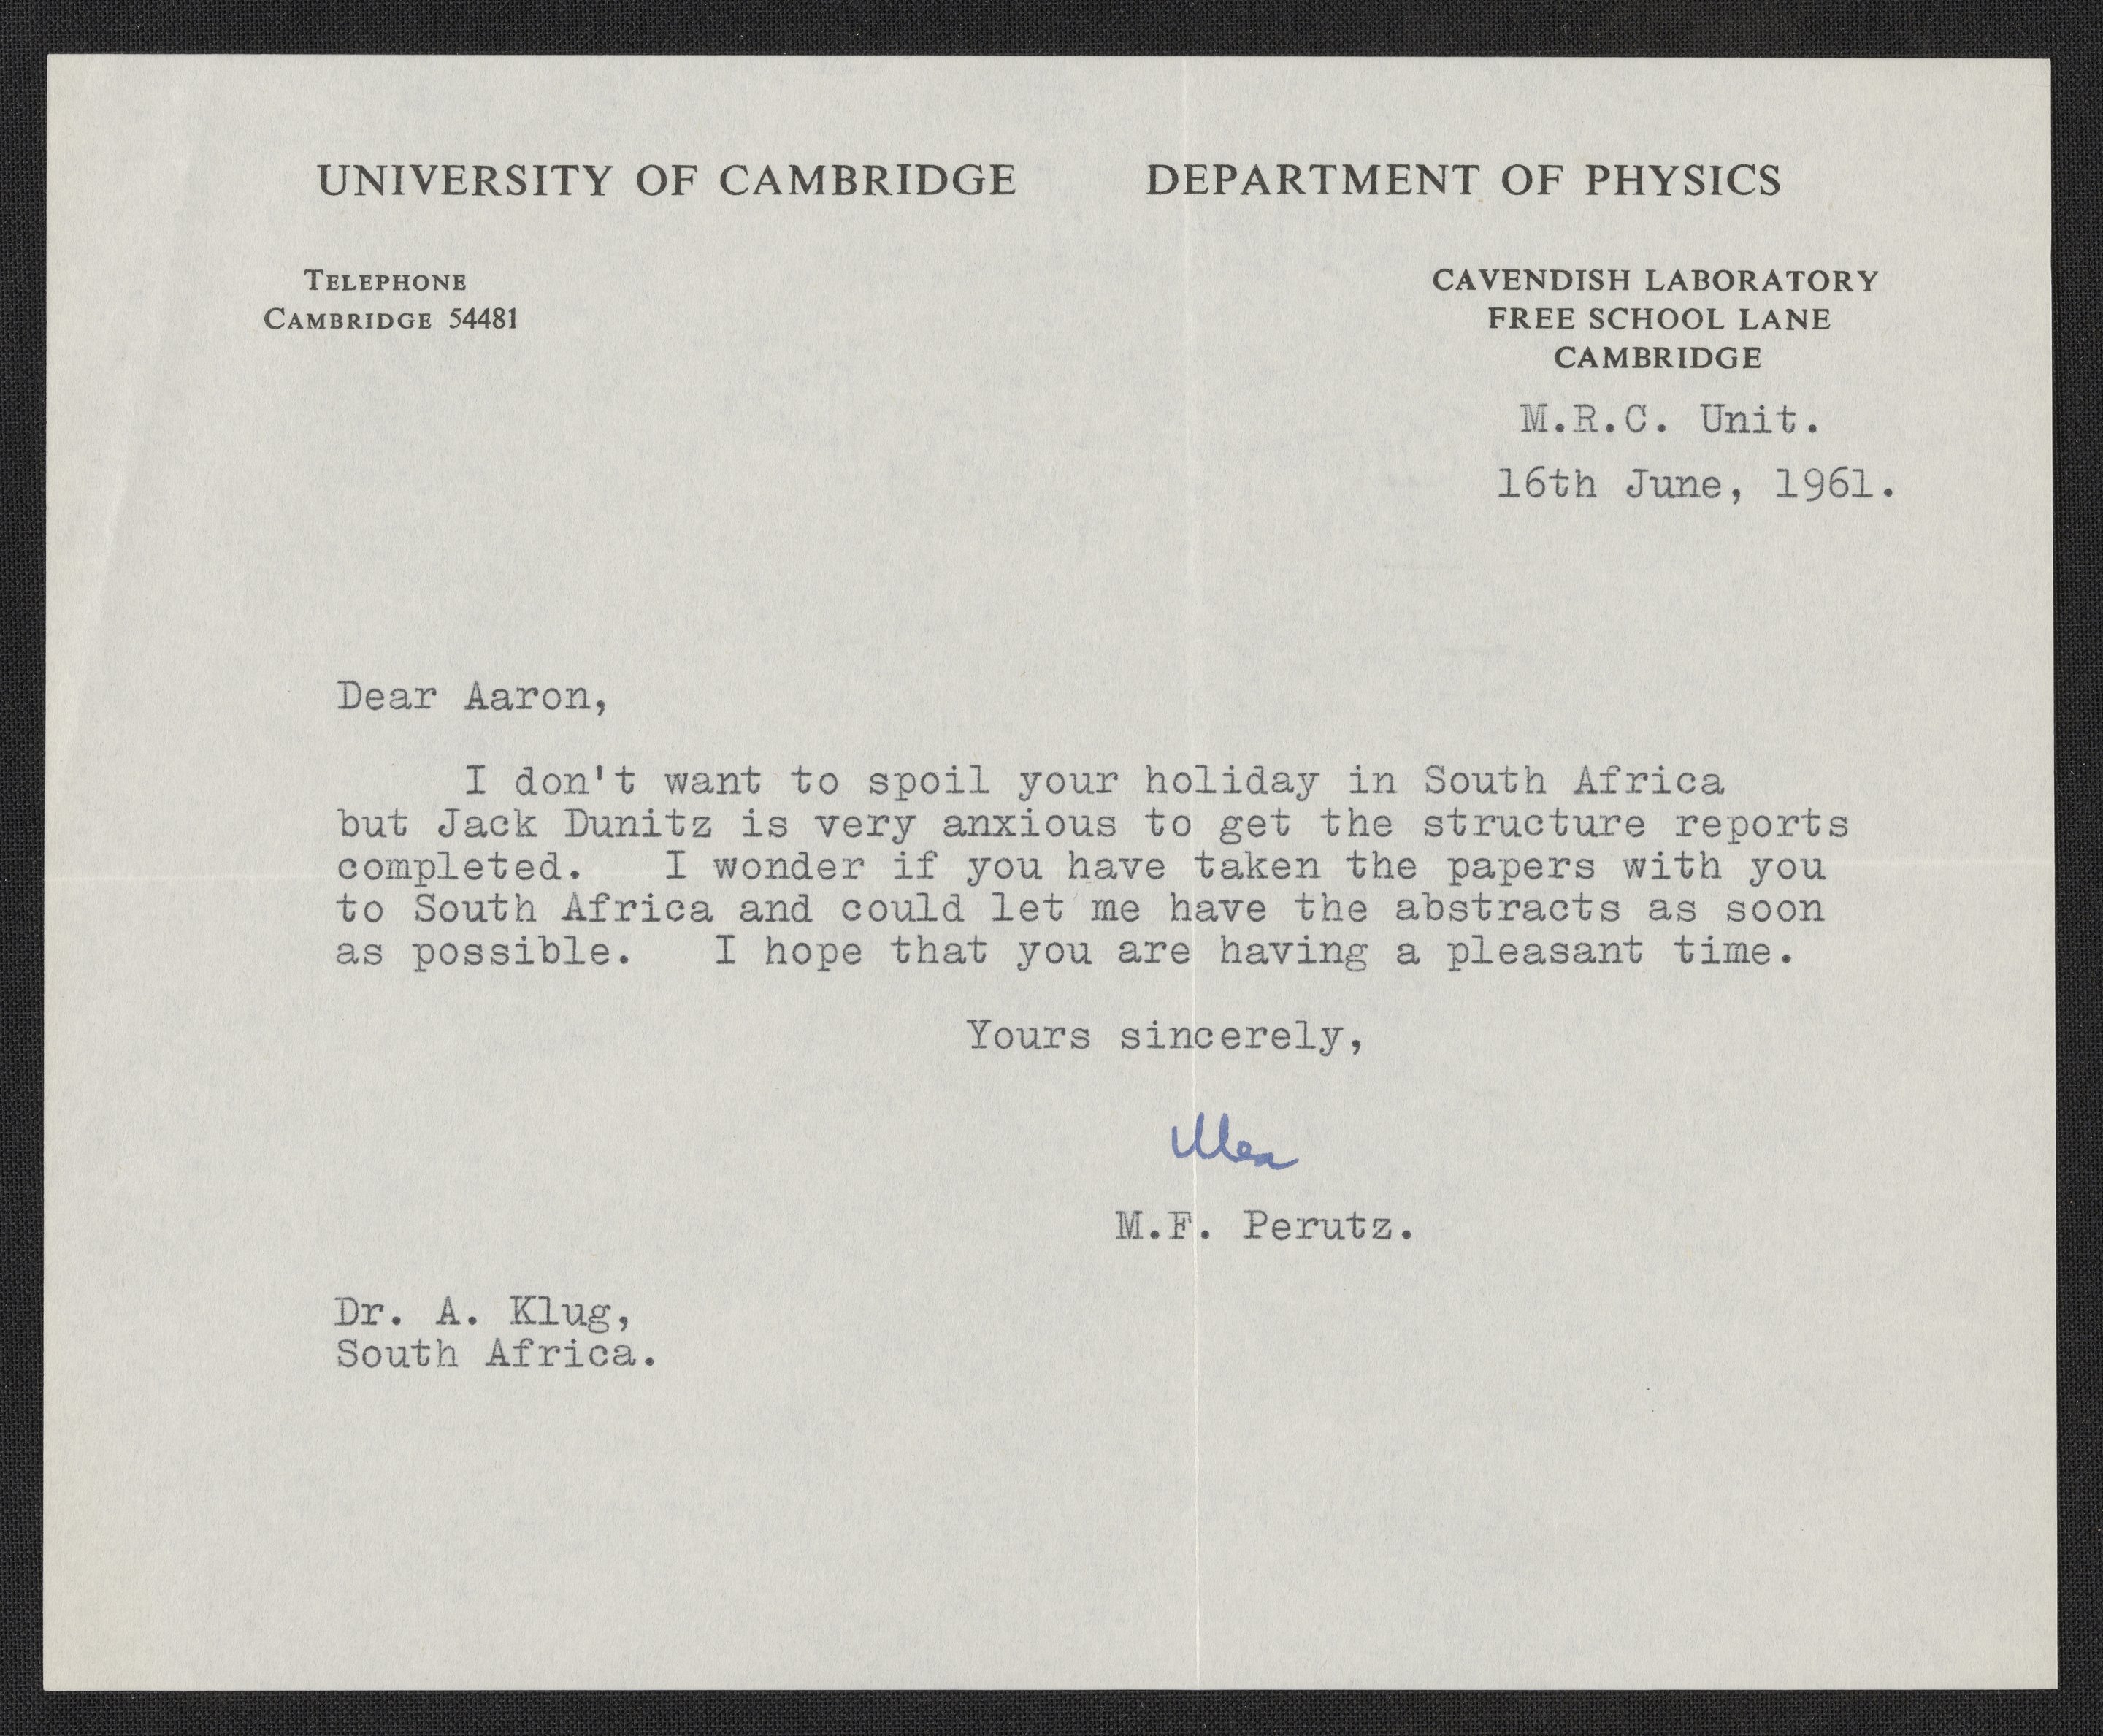 UNIVERSITY OF CAMBRIDGE DEPARTMENT OF PHYSICS
TELEPHONE
CAMBRIDGE 54481
CAVENDISH LABORATORY
FREE SCHOOL LANE
CAMBRIDGE
M.R.C. Unit.
16th June, 1961.
Dear Aaron,
I don't want to spoil your holiday in South Africa
but Jack Dunitz is very anxious to get the structure reports
completed. I wonder if you have taken the papers with you
to South Africa and could let me have the abstracts as soon
as possible. I hope that you are having a pleasant time.
Yours sincerely,
Max
M.F. Perutz.
Dr. A. Klug,
South Africa.